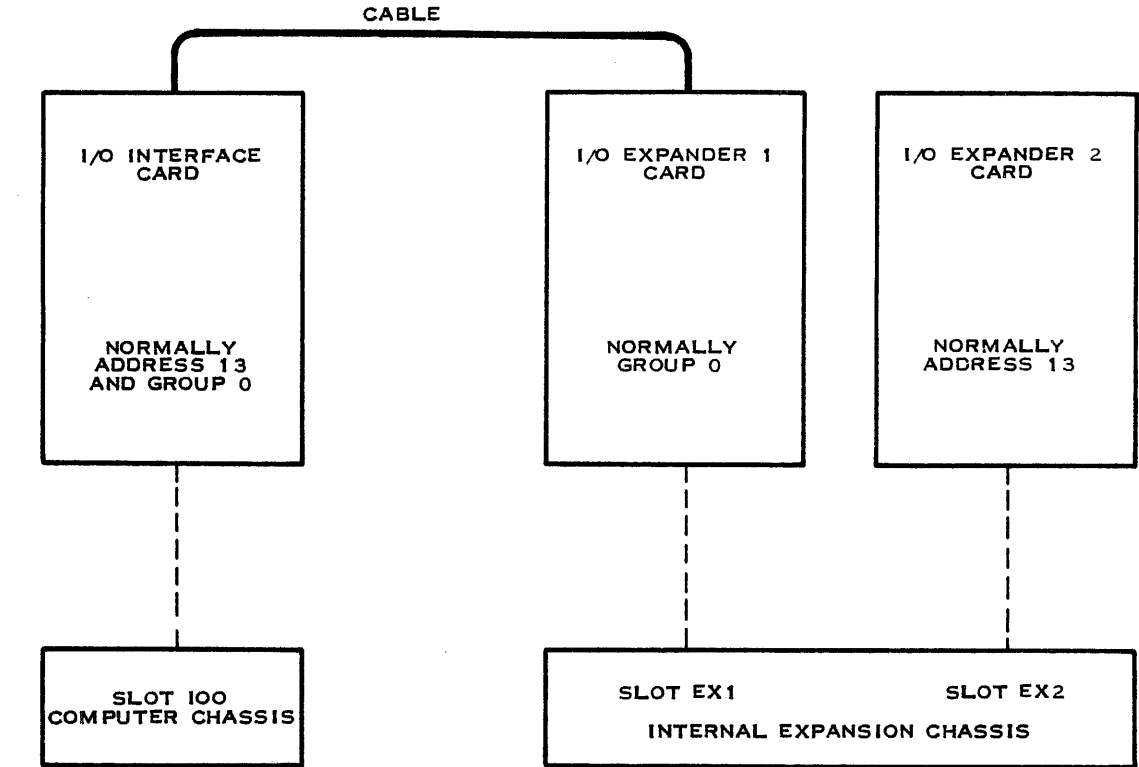 CABLE
I/O INTERFACE
CARD
NORMALLY
ADDRESS 13
AND GROUP 0
I/O EXPANDER 1
CARD
NORMALLY
GROUP 0
I/O EXPANDER 2
CARD
NORMALLY
ADDRESS 13
SLOT IOO
COMPUTER CHASSIS
SLOT EX1
SLOT EX2
INTERNAL EXPANSION CHASSIS